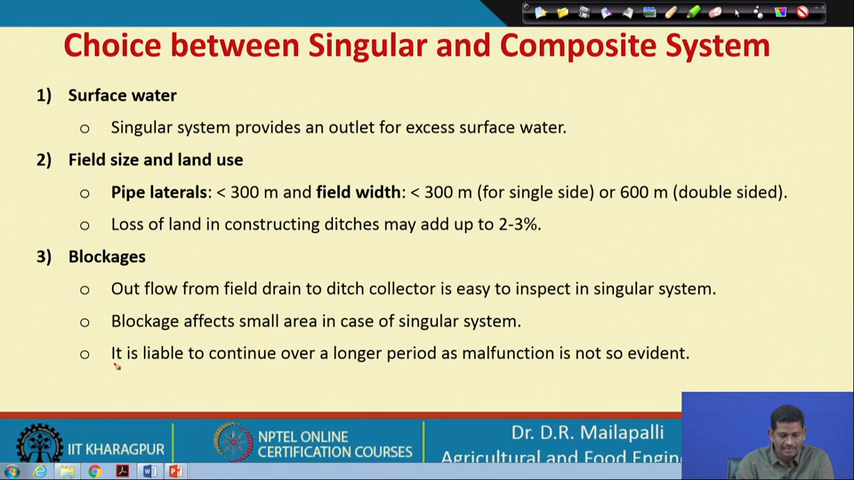 Choice between Singular and Composite System
1) Surface water
o Singular system provides an outlet for excess surface water.
2) Field size and land use
o Pipe laterals: < 300 m and field width: < 300 m (for single side) or 600 m (double sided).
o Loss of land in constructing ditches may add up to 2-3%.
3) Blockages
o Out flow from field drain to ditch collector is easy to inspect in singular system.
o Blockage affects small area in case of singular system.
o It is liable to continue over a longer period as malfunction is not so evident.
IIT KHARAGPUR
NPTEL ONLINE
CERTIFICATION COURSES
Dr. D.R. Mailapalli
Agricultural and Food Engine